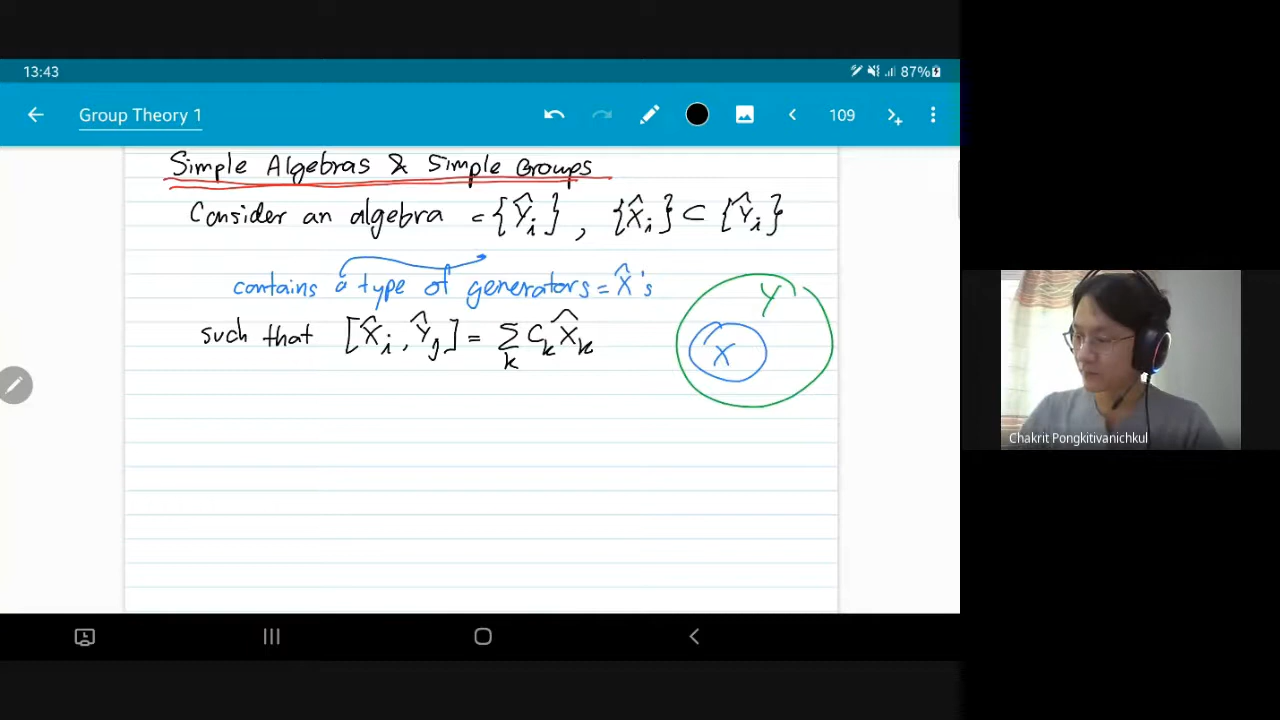 13:43
87%
Group Theory 1
109
Simple Algebras & Simple Groups
Consider an algebra = {Ŷᵢ}, {X̂ᵢ} ⊂ {Ŷᵢ}
contains a type of generators = X̂'s
such that [X̂ᵢ, Ŷⱼ] = ∑ₖ Cₖ X̂ₖ
Y
X
Chakrit Pongkitivanichkul